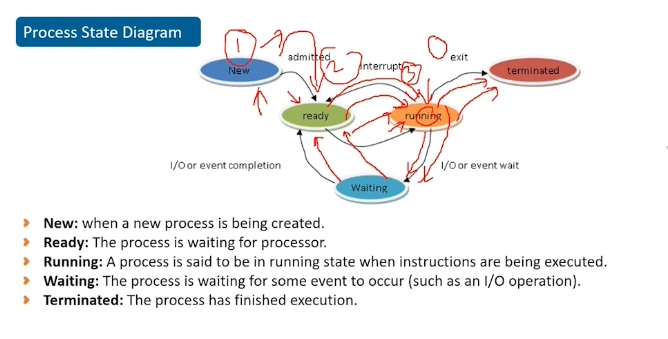 Process State Diagram
1
admitted
2
interrupt
3
exit
New
terminated
ready
running
I/O or event completion
I/O or event wait
Waiting
New: when a new process is being created.
Ready: The process is waiting for processor.
Running: A process is said to be in running state when instructions are being executed.
Waiting: The process is waiting for some event to occur (such as an I/O operation).
Terminated: The process has finished execution.